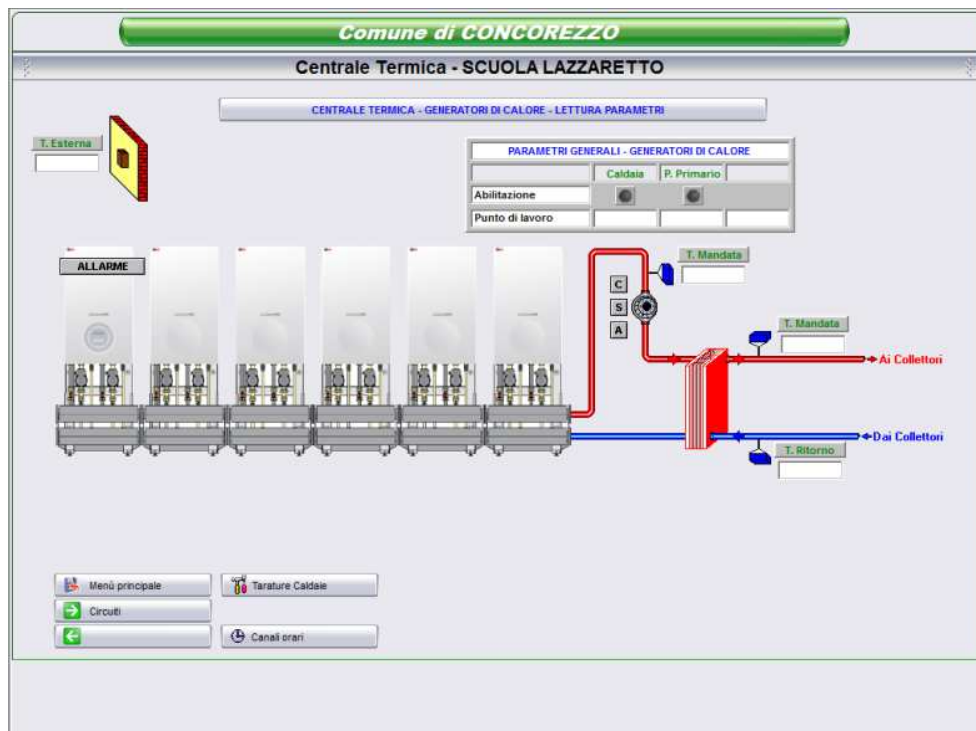 Comune di CONCOREZZO
Centrale Termica - SCUOLA LAZZARETTO
CENTRALE TERMICA - GENERATORI DI CALORE - LETTURA PARAMETRI
T. Esterna
PARAMETRI GENERALI - GENERATORI DI CALORE
Caldaia P. Primario
Abilitazione
Punto di lavoro
ALLARME
T. Mandata
C
S
A
T. Mandata
Ai Collettori
Dai Collettori
T. Ritorno
Menù principale
Tarature Caldaie
Circuiti
Canali orari